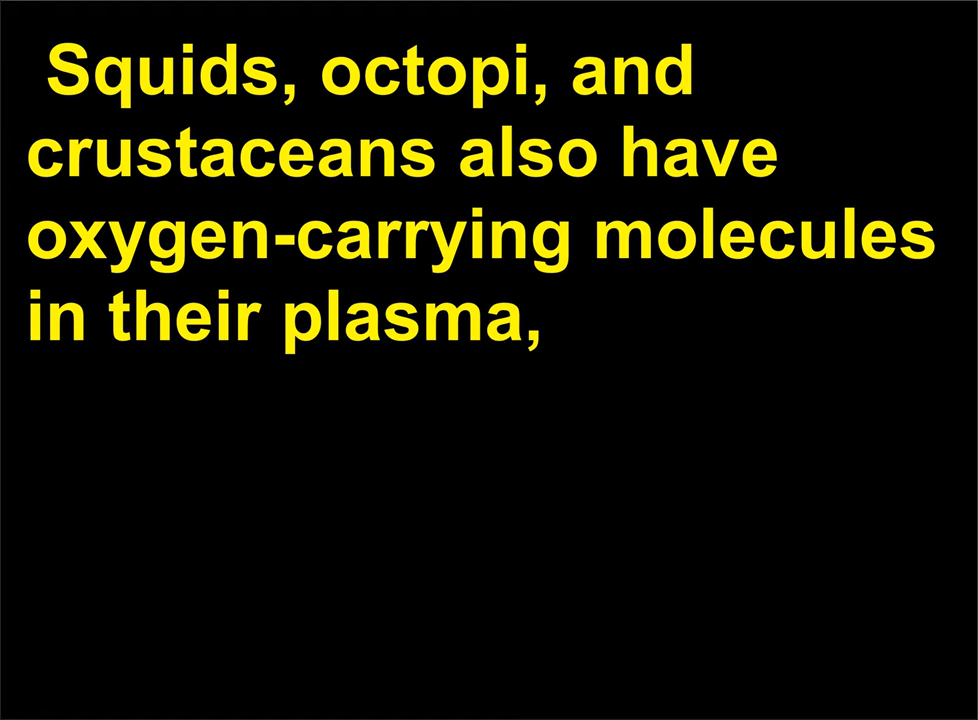 Squids, octopi, and
crustaceans also have
oxygen-carrying molecules
in their plasma,